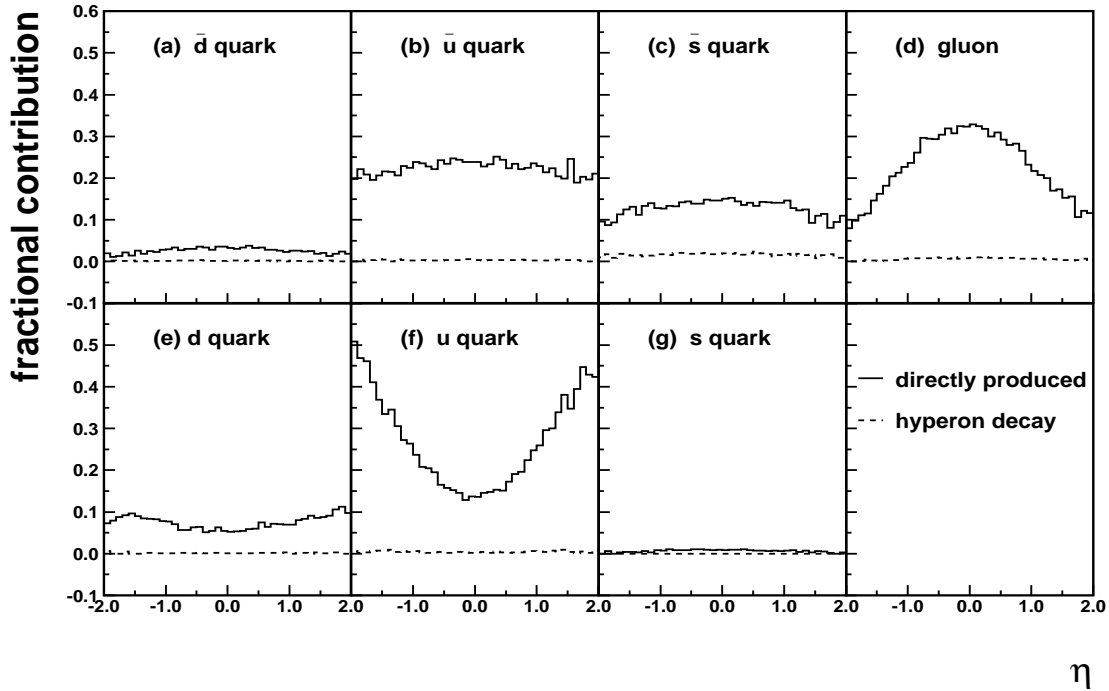 fractional contribution
0.6
0.5
0.4
0.3
0.2
0.1
0.0
-0.1
(a) d̄ quark
(b) ū quark
(c) s̄ quark
(d) gluon
0.5
0.4
0.3
0.2
0.1
0.0
-0.1
(e) d quark
(f) u quark
(g) s quark
directly produced
hyperon decay
-2.0 -1.0 0.0 1.0 2.0 -1.0 0.0 1.0 2.0 -1.0 0.0 1.0 2.0 -1.0 0.0 1.0 2.0
η